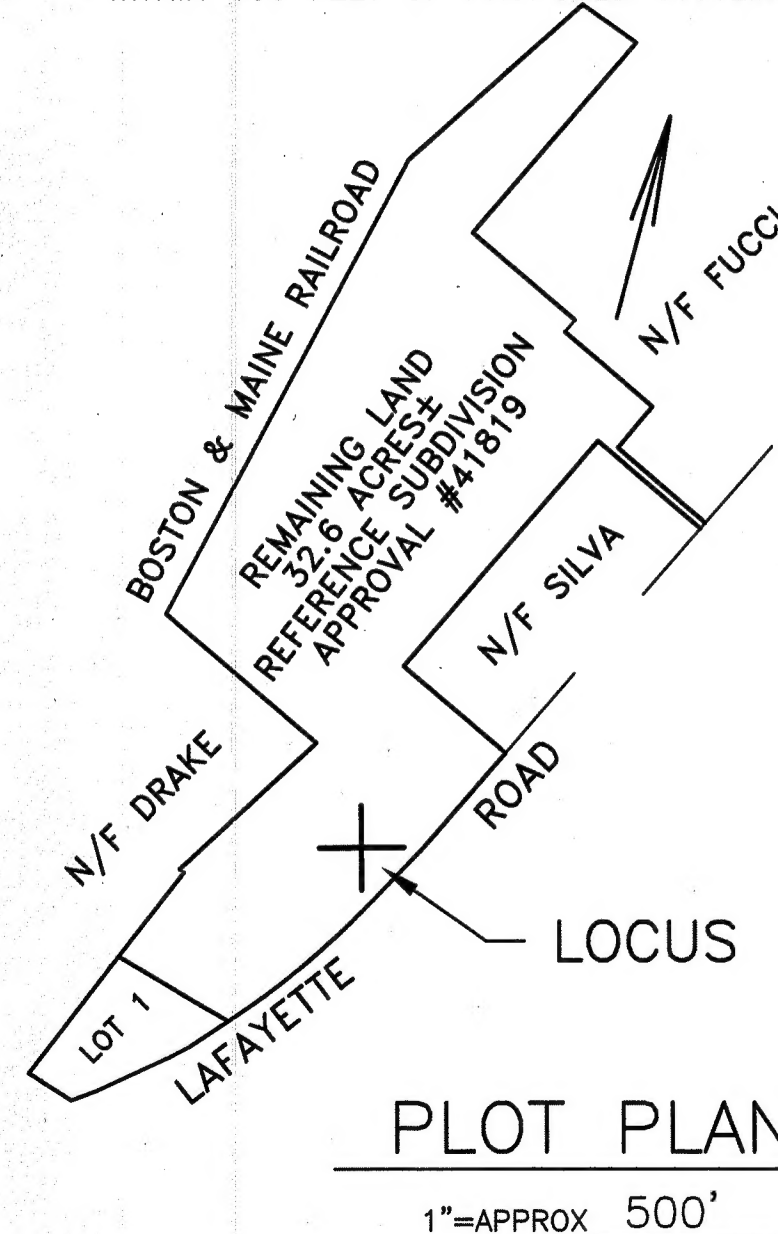 BOSTON & MAINE RAILROAD
N/F FUCCI
REMAINING LAND
32.6 ACRES±
REFERENCE SUBDIVISION
APPROVAL #41819
N/F SILVA
N/F DRAKE
ROAD
LOCUS
LOT 1
LAFAYETTE
PLOT PLAN
1"=APPROX 500'